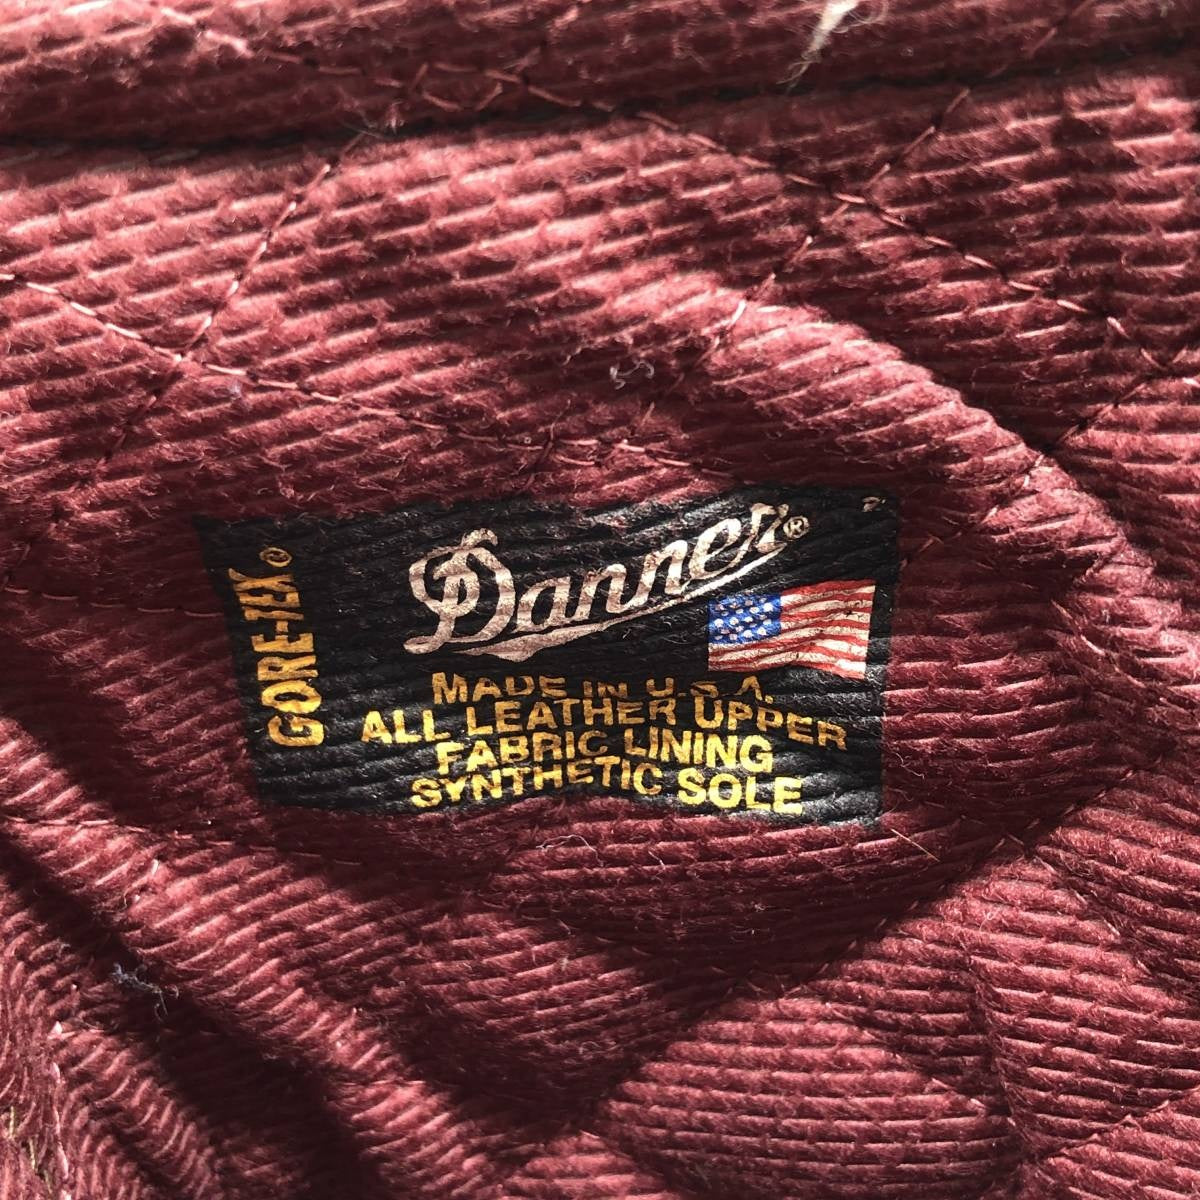 GORE-TEX®
Danner®
MADE IN U.S.A.
ALL LEATHER UPPER
FABRIC LINING
SYNTHETIC SOLE